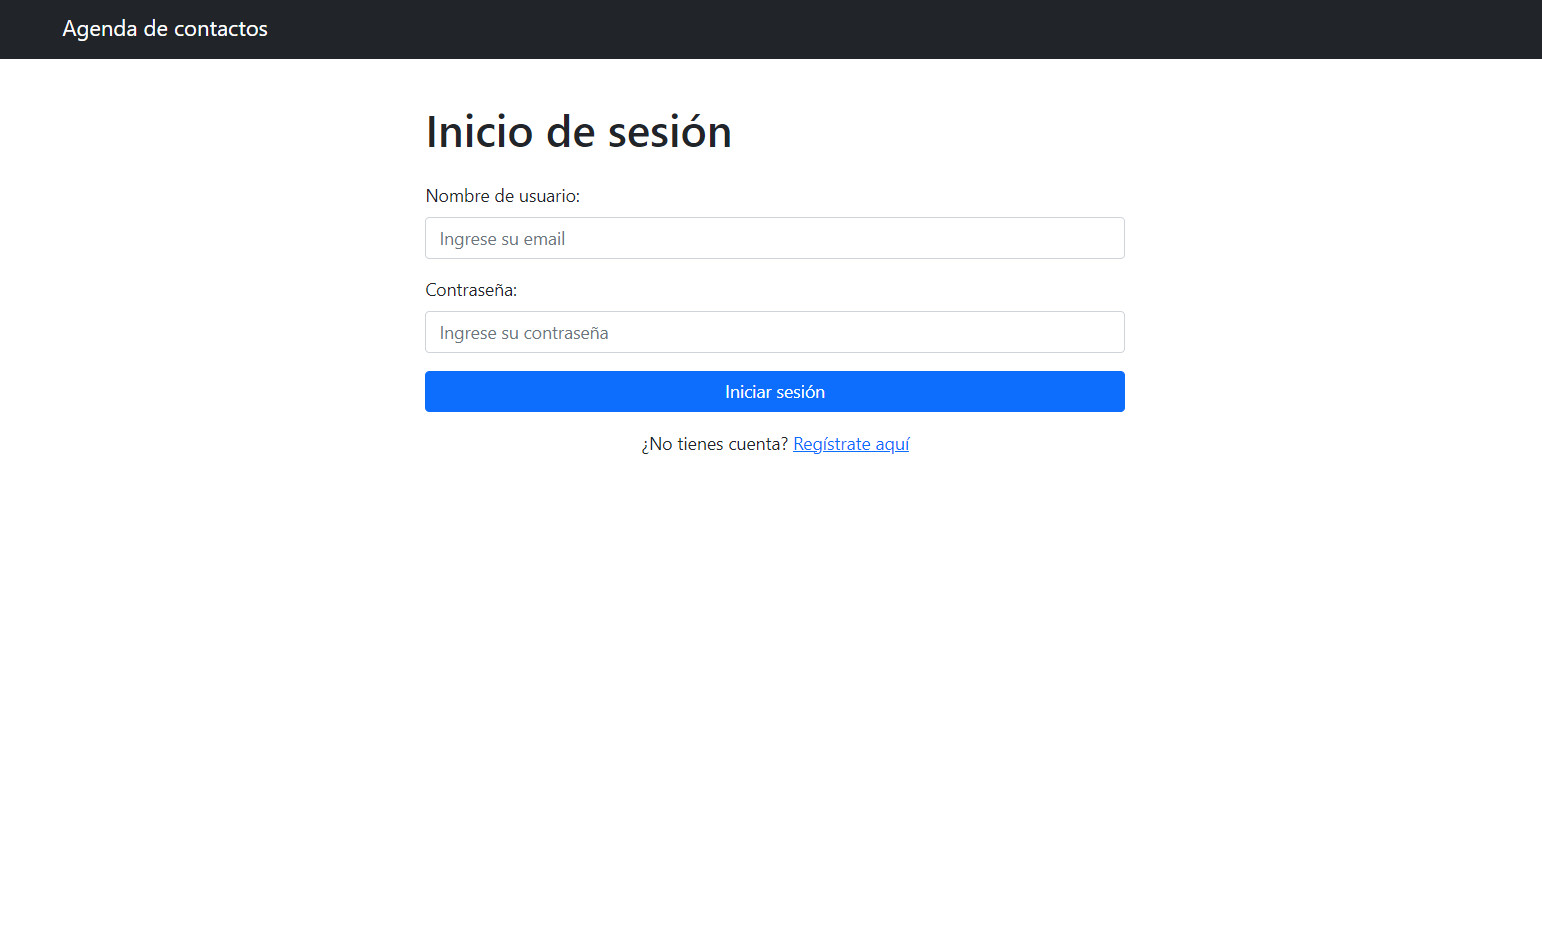 Agenda de contactos
Inicio de sesión
Nombre de usuario:
Ingrese su email
Contraseña:
Ingrese su contraseña
Iniciar sesión
¿No tienes cuenta? Regístrate aquí